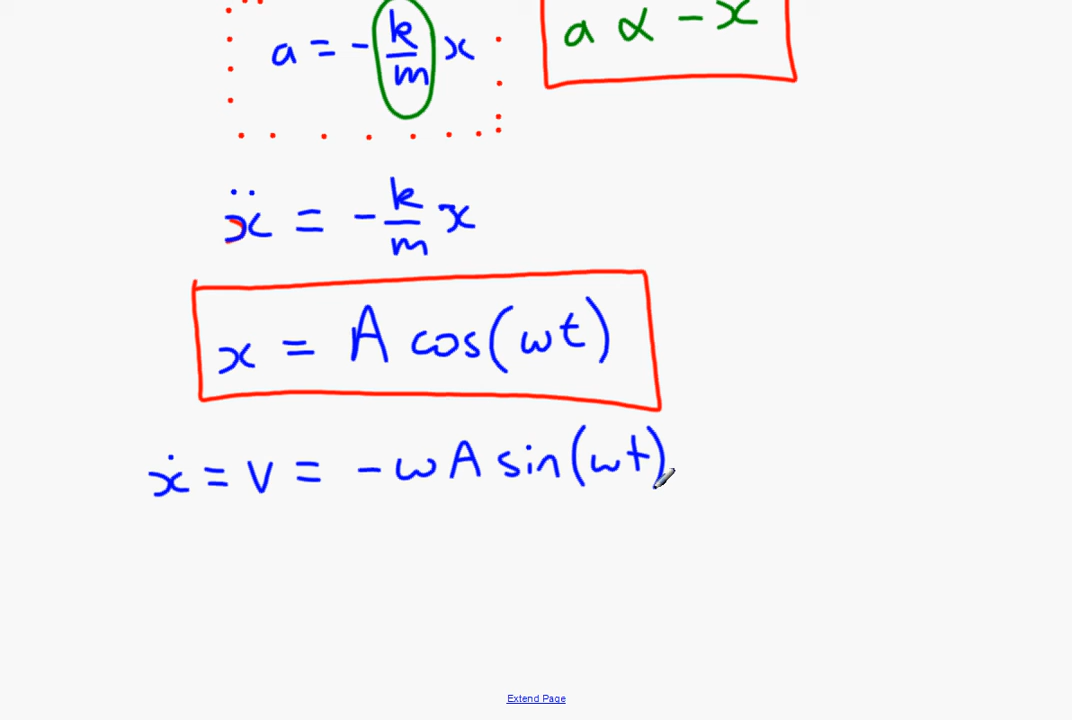 a = - k/m x
a α - x
ẍ = - k/m x
x = A cos(ωt)
ẋ = v = -ωA sin(ωt)
Extend Page